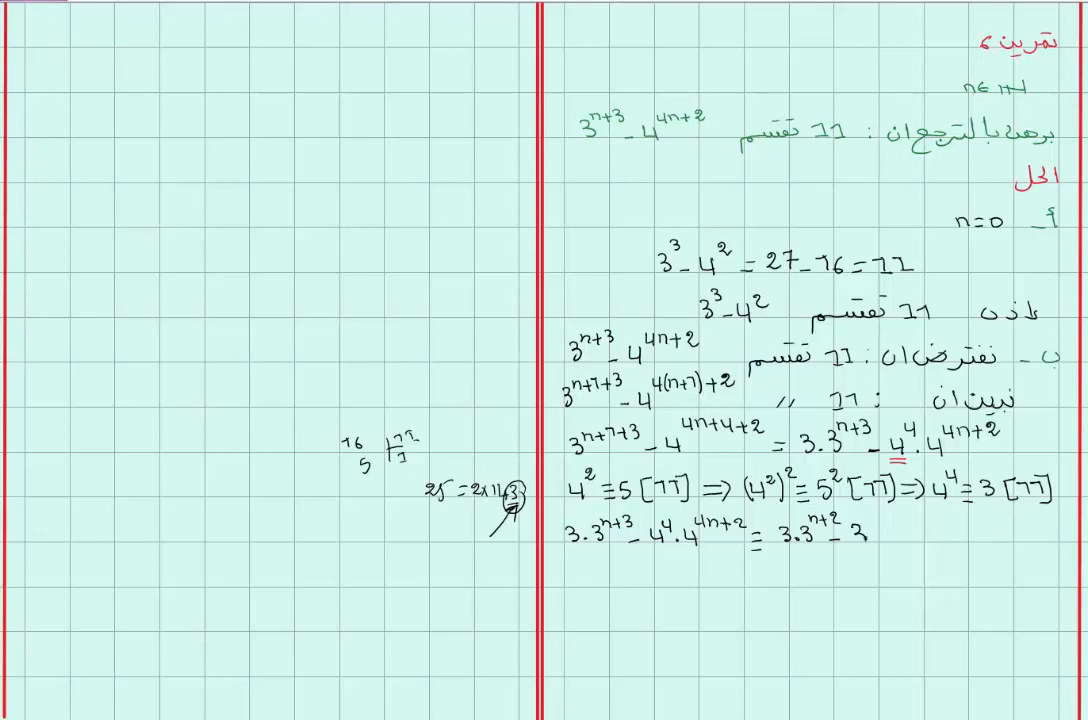 تمرين 6
n ∈ ℕ
برهن بالترجع ان : 11 تقسم 3^{n+3} - 4^{4n+2}
الحل
أ- n = 0
3^3 - 4^2 = 27 - 16 = 11
اذن 11 تقسم 3^3 - 4^2
ب- نفترض ان : 11 تقسم 3^{n+3} - 4^{4n+2}
نبين ان : 11 〃 3^{n+1+3} - 4^{4(n+1)+2}
3^{n+1+3} - 4^{4n+4+2} = 3.3^{n+3} - 4^4.4^{4n+2}
4^2 ≡ 5 [11] ⟹ (4^2)^2 ≡ 5^2 [11] ⟹ 4^4 ≡ 3 [11]
3.3^{n+3} - 4^4.4^{4n+2} ≡ 3.3^{n+2} - 3
16 | 11
5 | 1
25 = 2×11+3